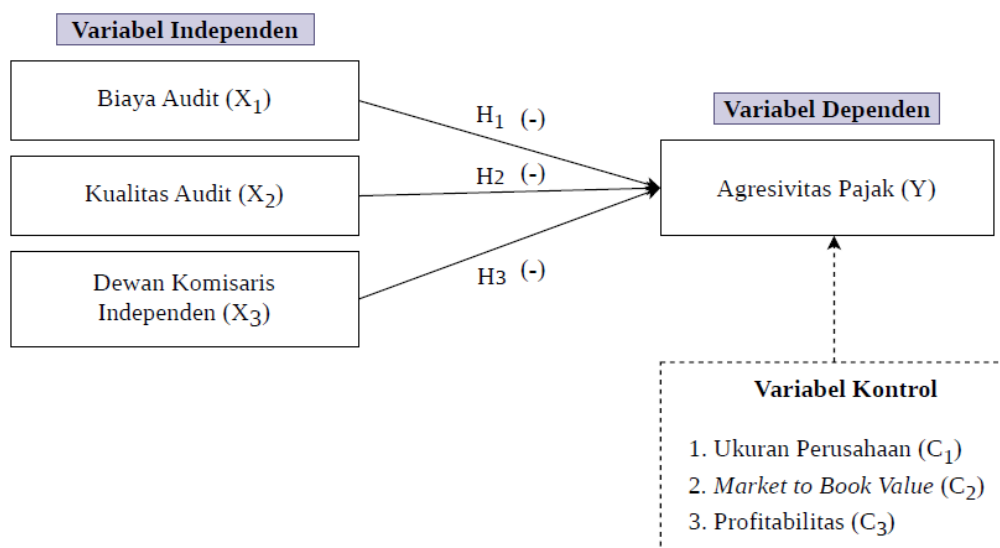 Variabel Independen
Biaya Audit (X1)
Kualitas Audit (X2)
Dewan Komisaris
Independen (X3)
H1 (-)
H2 (-)
H3 (-)
Variabel Dependen
Agresivitas Pajak (Y)
Variabel Kontrol
1. Ukuran Perusahaan (C1)
2. Market to Book Value (C2)
3. Profitabilitas (C3)